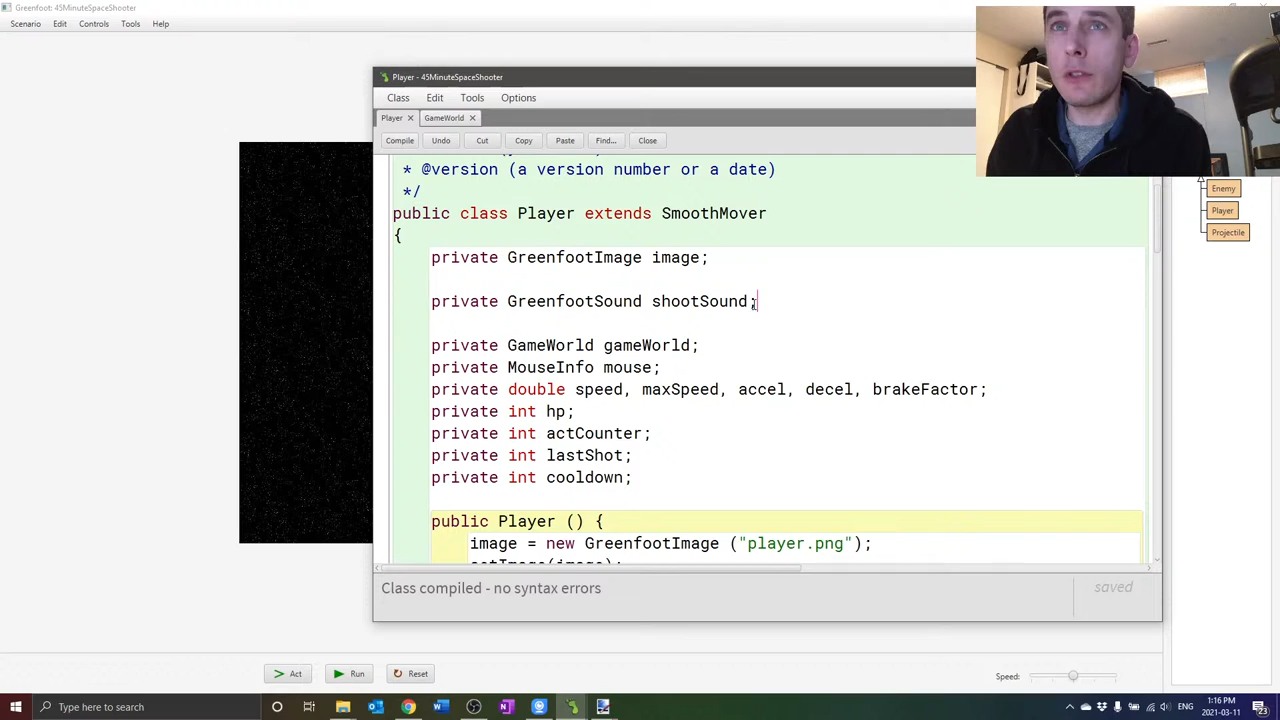 Greenfoot: 45MinuteSpaceShooter
Scenario Edit Controls Tools Help
Player - 45MinuteSpaceShooter
Class Edit Tools Options
Player GameWorld
Compile Undo Cut Copy Paste Find... Close
* @version (a version number or a date)
*/
public class Player extends SmoothMover
{
private GreenfootImage image;
private GreenfootSound shootSound;
private GameWorld gameWorld;
private MouseInfo mouse;
private double speed, maxSpeed, accel, decel, brakeFactor;
private int hp;
private int actCounter;
private int lastShot;
private int cooldown;
public Player () {
image = new GreenfootImage ("player.png");
setImage(image);
Class compiled - no syntax errors
saved
Enemy
Player
Projectile
Act Run Reset Speed:
Type here to search
ENG
1:16 PM
2021-03-11
23